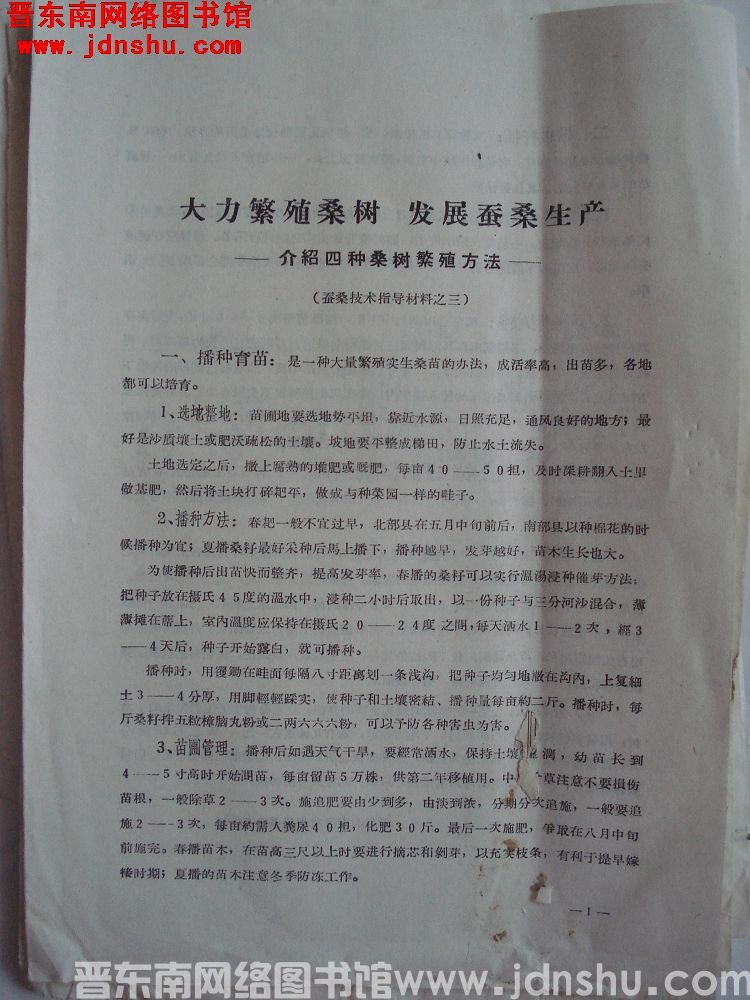 晋东南网络图书馆
www.jdnshu.com
大力繁殖桑树 发展蚕桑生产
——介紹四种桑树繁殖方法——
（蚕桑技术指导材料之三）
一、播种育苗：是一种大量繁殖实生桑苗的办法，成活率高，出苗多，各地
都可以培育。
1、选地整地：苗圃地要选地势平坦，靠近水源，日照充足，通风良好的地方；最
好是沙质壤土或肥沃疏松的土壤。坡地要平整成梯田，防止水土流失。
土地选定之后，撒上腐熟的堆肥或厩肥，每亩40——50担，及时深耕翻入土里
做基肥，然后将土块打碎耙平，做成与种菜园一样的畦子。
2、播种方法：春耙一般不宜过早，北部县在五月中旬前后，南部县以种棉花的时
候播种为宜；夏播桑籽最好采种后馬上播下，播种越早，发芽越好，苗木生长也大。
为使播种后出苗快而整齐，提高发芽率，春播的桑籽可以实行溫湯浸种催芽方法：
把种子放在摄氏45度的溫水中，浸种二小时后取出，以一份种子与三分河沙混合，薄
薄摊在蓆上，室內溫度应保持在摄氏20——24度之間，每天洒水1——2次，經3
——4天后，种子开始露白，就可播种。
播种时，用耰鋤在畦面每隔八寸距离划一条浅沟，把种子均匀地撒在沟內，上复細
土3——4分厚，用脚輕輕踩实，使种子和土壤密結、播种量每亩約二斤。播种时，每
斤桑籽拌五粒樟脑丸粉或二两六六六粉，可以予防各种害虫为害。
3、苗圃管理：播种后如遇天气干旱，要經常洒水，保持土壤湿潤，幼苗长到
4——5寸高时开始間苗，每亩留苗5万株，供第二年移植用。中 草注意不要損伤
苗根，一般除草2——3次。施追肥要由少到多，由淡到浓，分期分次追施，一般要追
施2——3次，每亩約需人粪尿40担，化肥30斤。最后一次施肥，争取在八月中旬
前施完。春播苗木，在苗高三尺以上时要进行摘芯和剝芽，以充实枝条，有利于提早嫁
接时期；夏播的苗木注意冬季防冻工作。
—1—
晋东南网络图书馆www.jdnshu.com